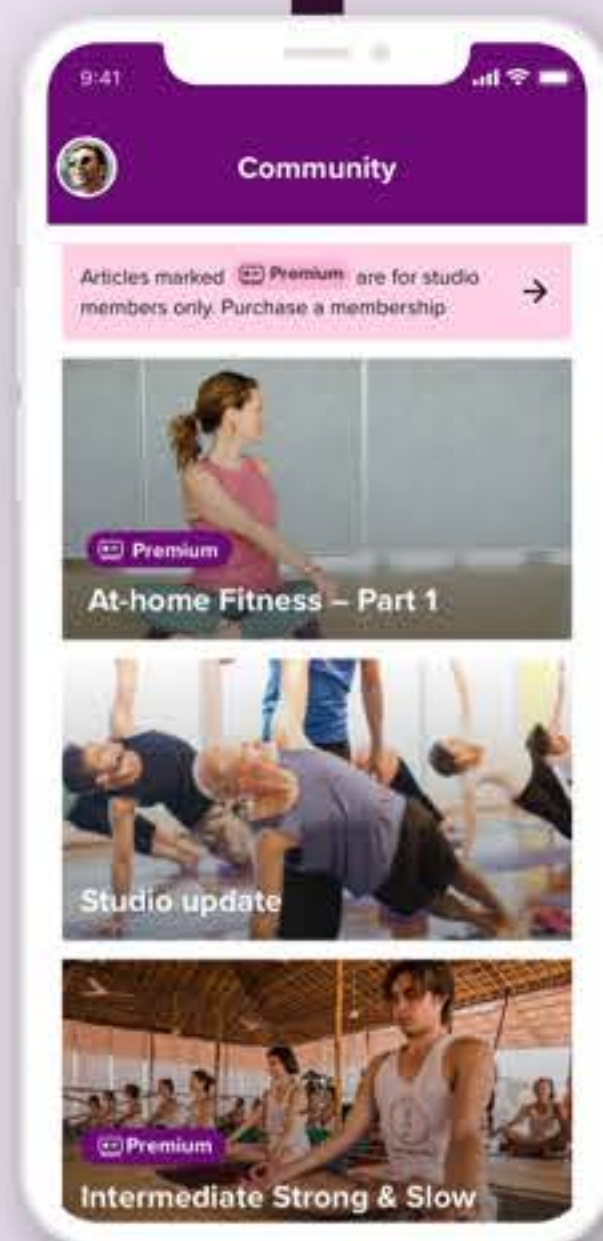 9:41
Community
Articles marked Premium are for studio
members only. Purchase a membership
Premium
At-home Fitness – Part 1
Studio update
Premium
Intermediate Strong & Slow